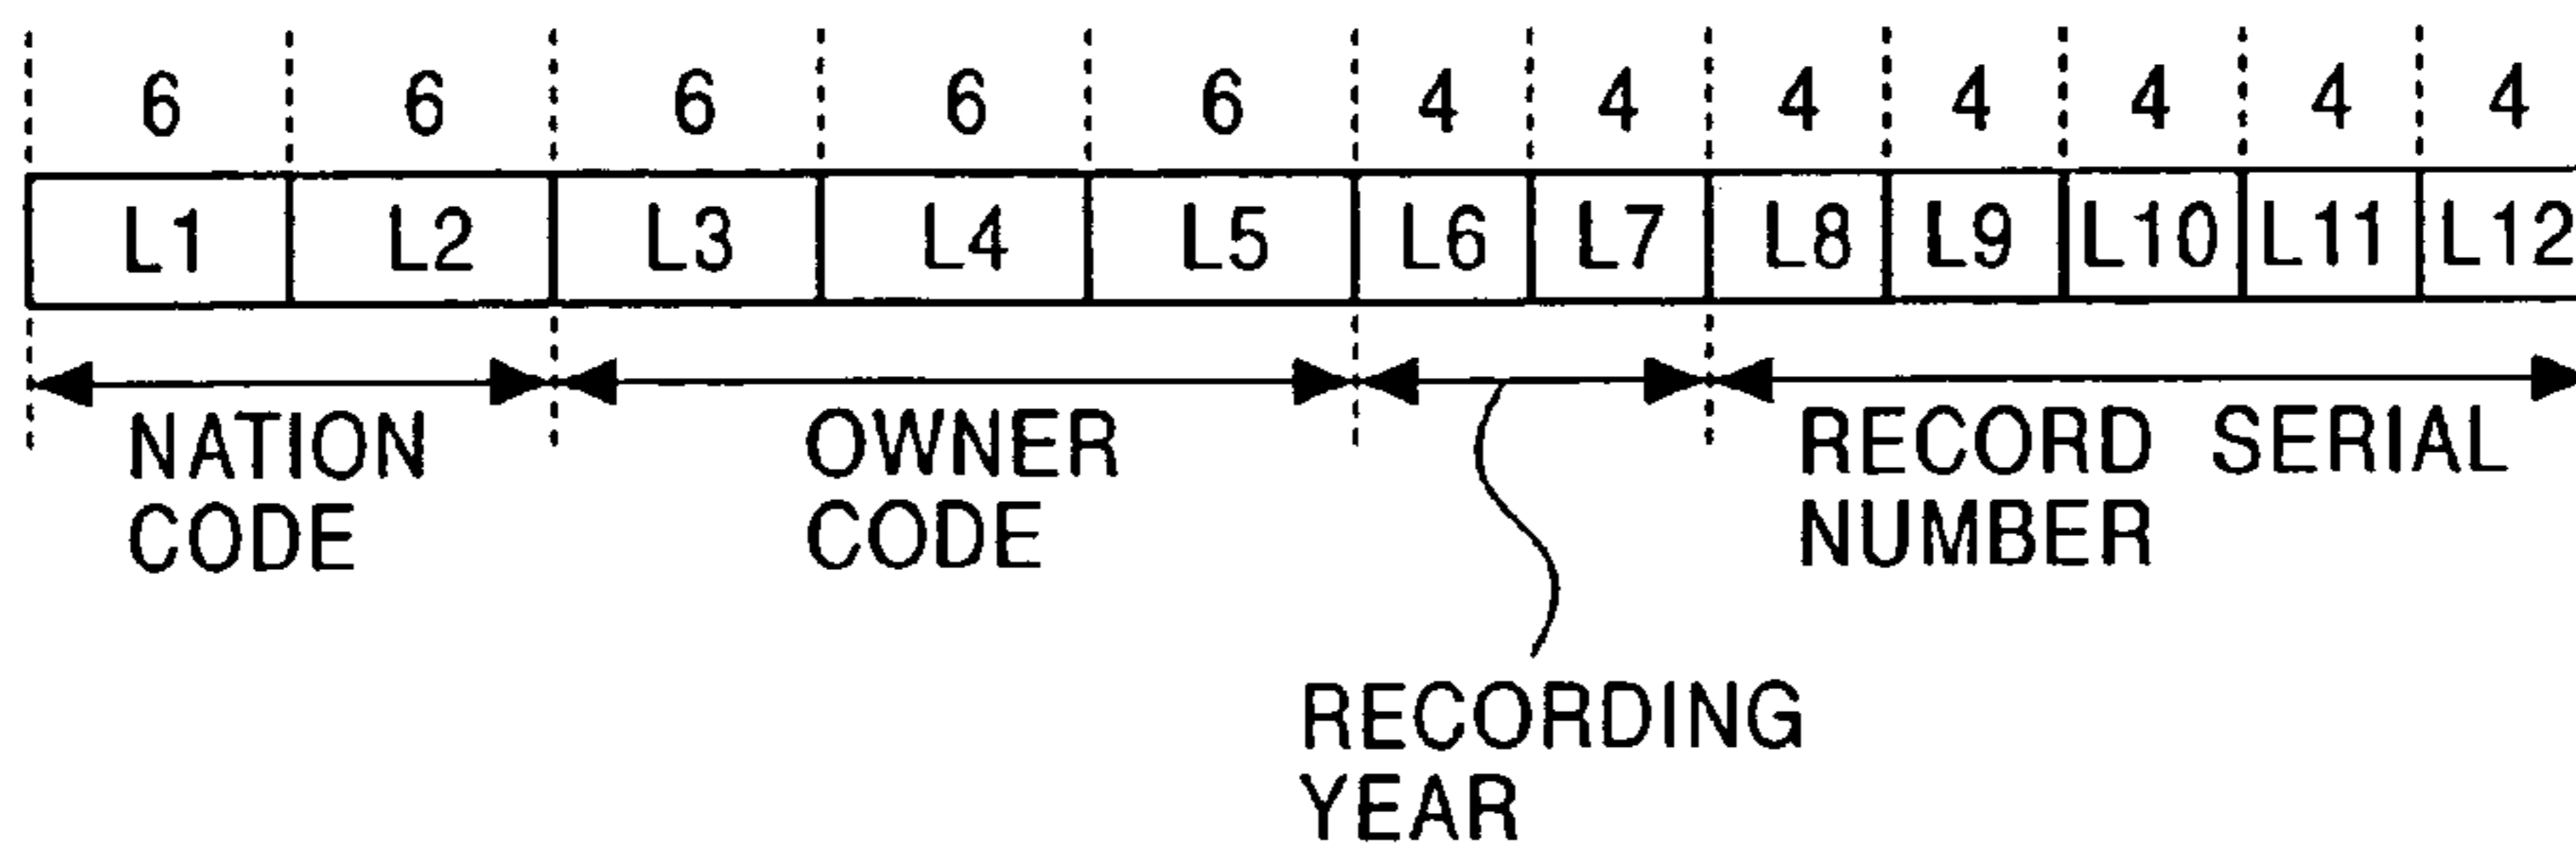 6 6 6 6 6 4 4 4 4 4 4 4
L1 L2 L3 L4 L5 L6 L7 L8 L9 L10 L11 L12
NATION CODE
OWNER CODE
RECORD SERIAL NUMBER
RECORDING YEAR